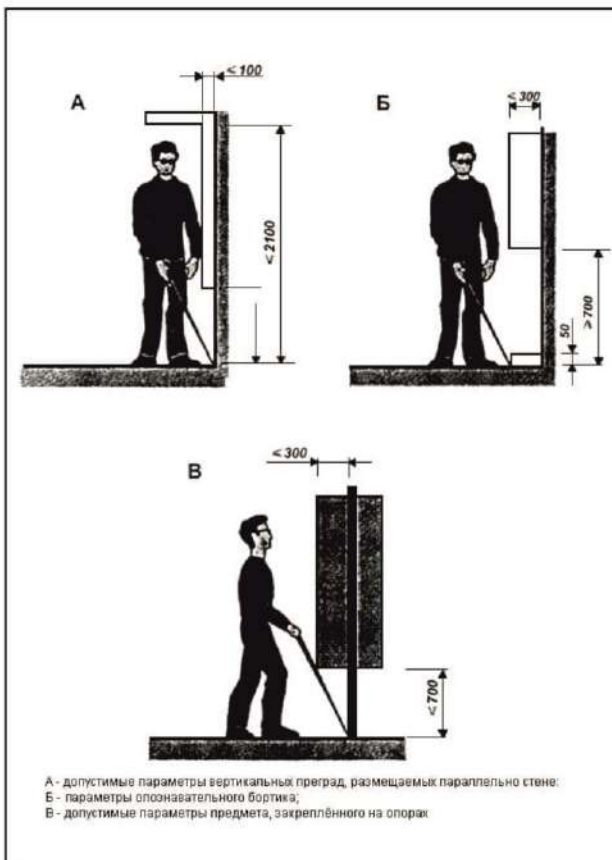 А
≤100
<2100
Б
≤300
≥700
50
В
≤300
<700
А - допустимые параметры вертикальных преград, размещаемых параллельно стене:
Б - параметры опознавательного бортика;
В - допустимые параметры предмета, закреплённого на опорах